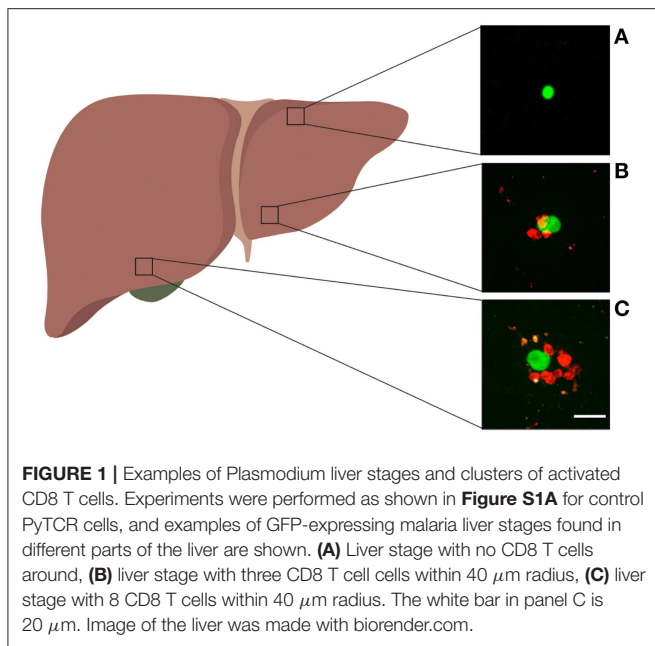 A
B
C
FIGURE 1 | Examples of Plasmodium liver stages and clusters of activated
CD8 T cells. Experiments were performed as shown in Figure S1A for control
PyTCR cells, and examples of GFP-expressing malaria liver stages found in
different parts of the liver are shown. (A) Liver stage with no CD8 T cells
around, (B) liver stage with three CD8 T cell cells within 40 μm radius, (C) liver
stage with 8 CD8 T cells within 40 μm radius. The white bar in panel C is
20 μm. Image of the liver was made with biorender.com.